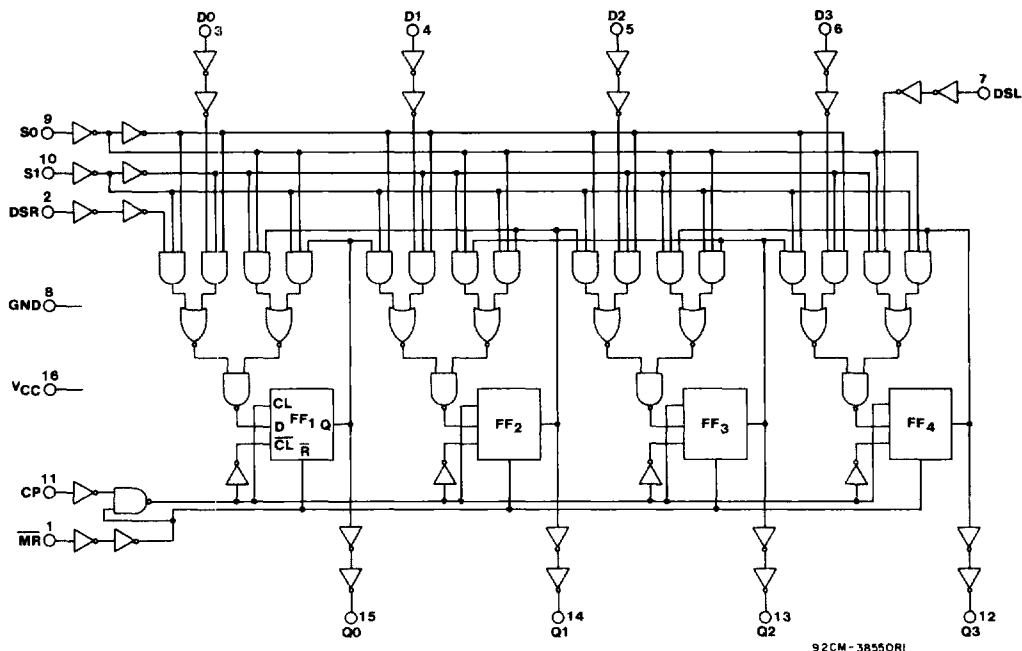 D0
3
D1
4
D2
5
D3
6
7
DSL
9
S0
10
S1
2
DSR
8
GND
16
VCC
CL
D
CL
FF1
Q
R
FF2
FF3
FF4
11
CP
1
MR
15
Q0
14
Q1
13
Q2
12
Q3
92CM-38550RI